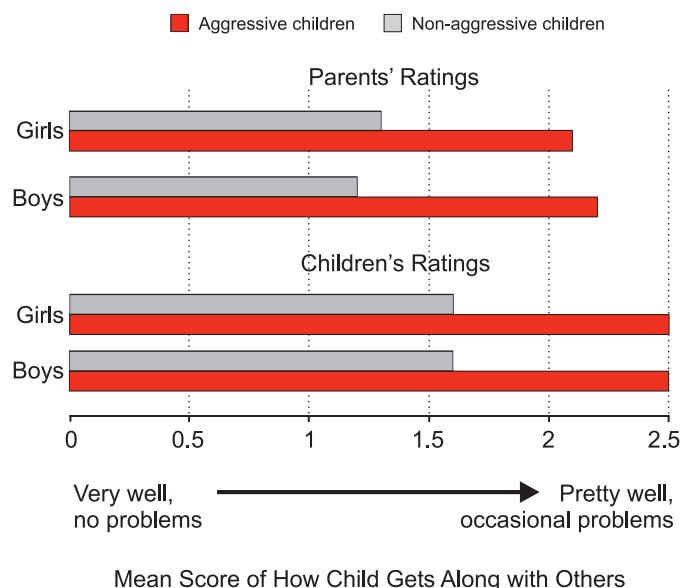 Aggressive children Non-aggressive children
Parents’ Ratings
Girls
Boys
Children’s Ratings
Girls
Boys
0 0.5 1 1.5 2 2.5
Very well, Pretty well,
no problems occasional problems
Mean Score of How Child Gets Along with Others